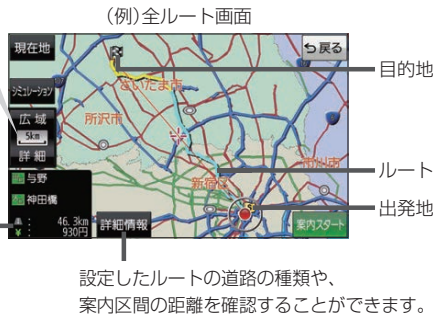 (例)全ルート画面
現在地
戻る
目的地
シミュレーション
さいたま市
広域
所沢市
5km
詳細
ルート
市川市
与野
新宿区
神田橋
出発地
46.3km
詳細情報
案内スタート
¥: 930円
設定したルートの道路の種類や、
案内区間の距離を確認することができます。